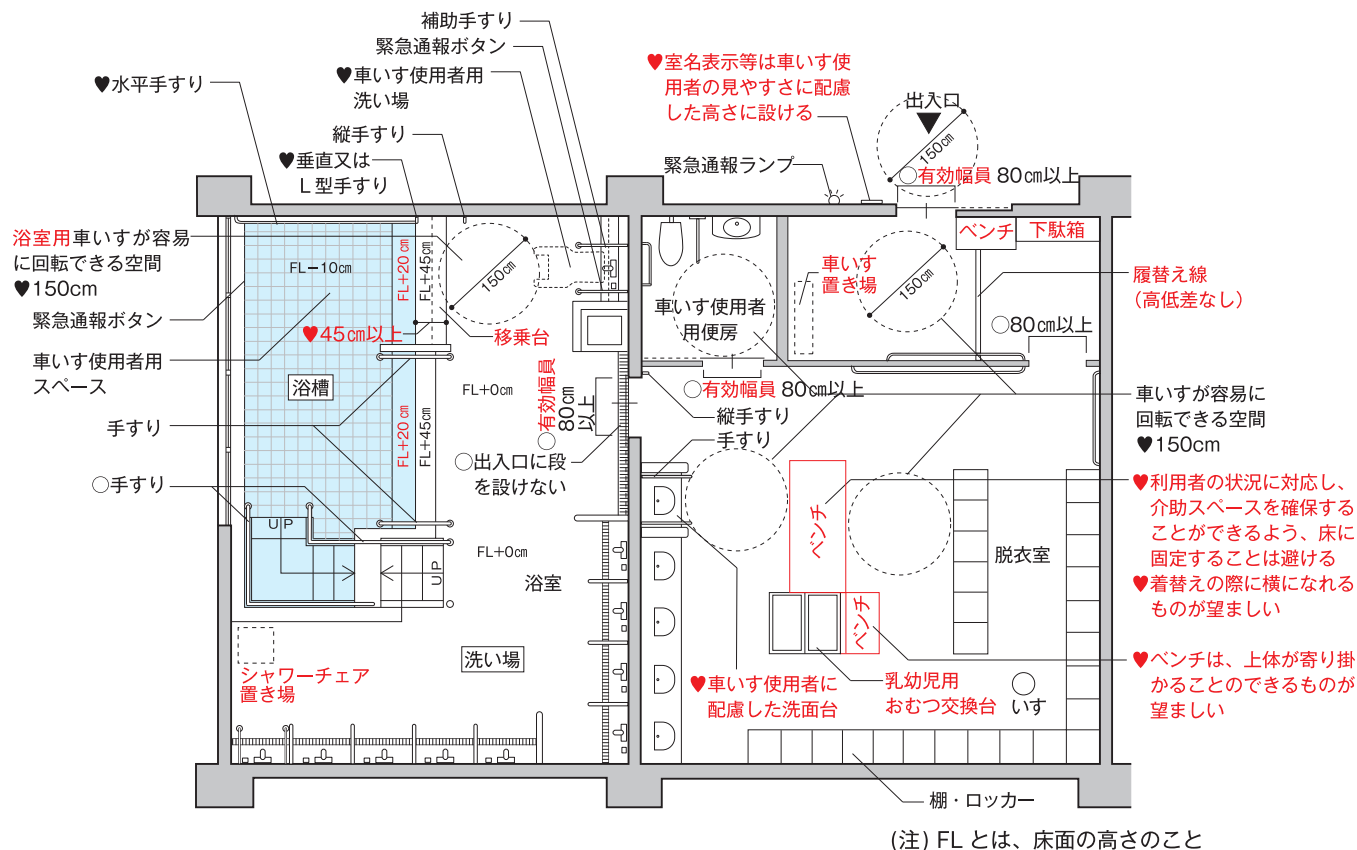 補助手すり
緊急通報ボタン
♥車いす使用者用
洗い場
♥水平手すり
縦手すり
♥垂直又は
L型手すり
♥室名表示等は車いす使
用者の見やすさに配慮
した高さに設ける
緊急通報ランプ
出入口
150cm
○有効幅員 80cm以上
浴室用車いすが容易
に回転できる空間
♥150cm
緊急通報ボタン
車いす使用者用
スペース
手すり
○手すり
FL−10cm
FL+20cm
FL+45cm
150cm
♥45cm以上
移乗台
浴槽
FL+0cm
FL+20cm
FL+45cm
○有効幅員
80cm
以上
○出入口に段
を設けない
UP
UP
FL+0cm
浴室
洗い場
シャワーチェア
置き場
車いす使用者
用便房
○有効幅員 80cm以上
車いす
置き場
150cm
ベンチ
下駄箱
履替え線
(高低差なし)
○80cm以上
縦手すり
手すり
車いすが容易に
回転できる空間
♥150cm
ベンチ
ベンチ
脱衣室
♥利用者の状況に対応し、
介助スペースを確保する
ことができるよう、床に
固定することは避ける
♥着替えの際に横になれる
ものが望ましい
♥ベンチは、上体が寄り掛
かることのできるものが
望ましい
♥車いす使用者に
配慮した洗面台
乳幼児用
おむつ交換台
いす
棚・ロッカー
(注) FL とは、床面の高さのこと